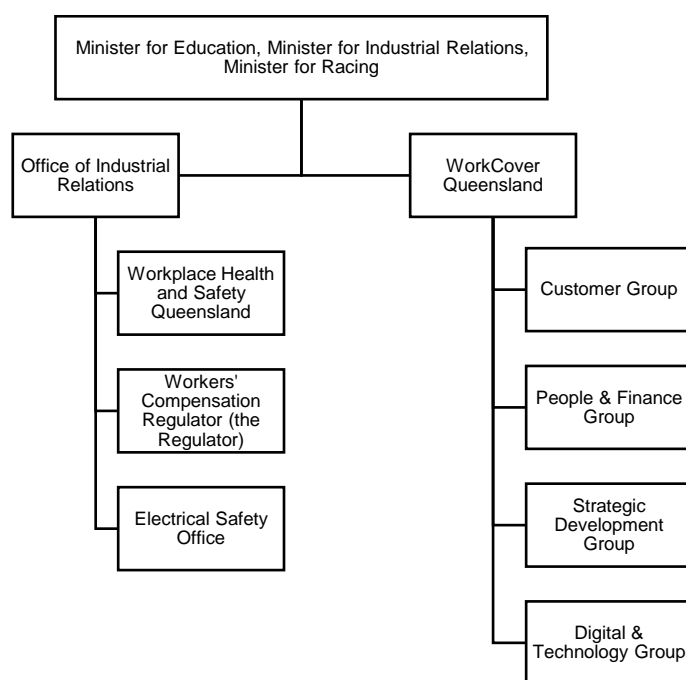 Minister for Education, Minister for Industrial Relations,
Minister for Racing
Office of Industrial
Relations
WorkCover
Queensland
Workplace Health
and Safety
Queensland
Workers'
Compensation
Regulator (the
Regulator)
Electrical Safety
Office
Customer Group
People & Finance
Group
Strategic
Development
Group
Digital &
Technology Group